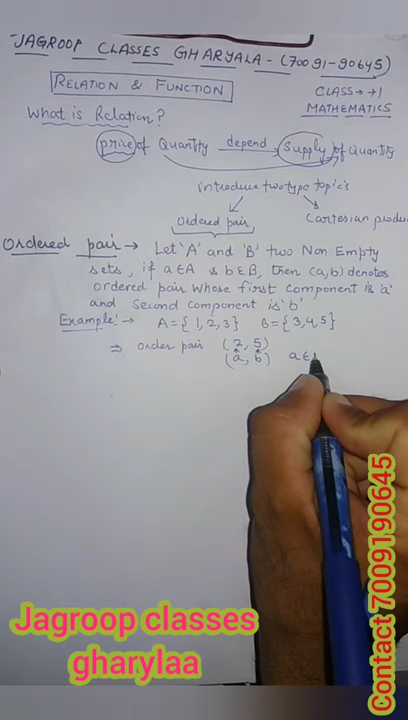 JAGROOP CLASSES GHARYALA - (70091-90645)
RELATION & FUNCTION
CLASS → +1
MATHEMATICS
What is Relation?
price of Quantity depend Supply of Quantity
introduce two type topic's
Ordered pair
Cartesian produc
Ordered pair → Let 'A' and 'B' two Non Empty
sets, if a∈A & b∈B, then (a,b) denotes
ordered pair whose first component is 'a'
and second component is 'b'
Example:- → A = {1,2,3} B = {3,4,5}
⇒ order pair (2, 5)
(a, b) a∈
Jagroop classes
gharylaa
Contact 70091190645